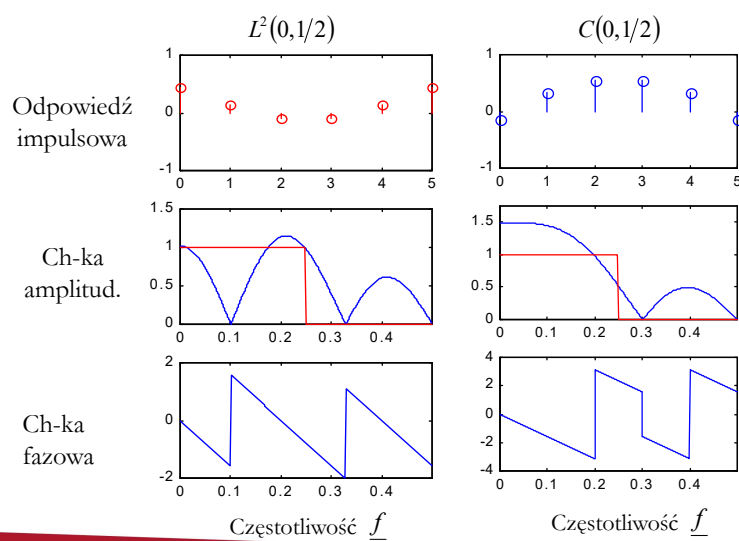 L²(0,1/2)
C(0,1/2)
Odpowiedź
impulsowa
1
0
-1
0 1 2 3 4 5
1
0
-1
0 1 2 3 4 5
Ch-ka
amplitud.
1.5
1
0.5
0
0 0.1 0.2 0.3 0.4
1.5
1
0.5
0
0 0.1 0.2 0.3 0.4
Ch-ka
fazowa
2
0
-2
0 0.1 0.2 0.3 0.4
4
2
0
-2
-4
0 0.1 0.2 0.3 0.4
Częstotliwość f
Częstotliwość f